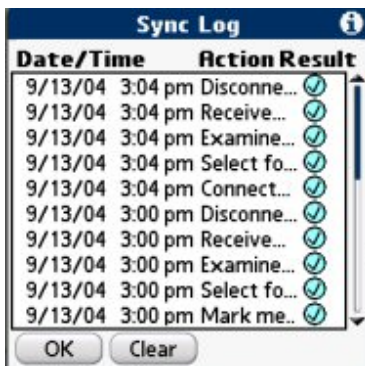 Sync Log
Date/Time Action Result
9/13/04 3:04 pm Disconne...
9/13/04 3:04 pm Receive...
9/13/04 3:04 pm Examine...
9/13/04 3:04 pm Select fo...
9/13/04 3:04 pm Connect...
9/13/04 3:00 pm Disconne...
9/13/04 3:00 pm Receive...
9/13/04 3:00 pm Examine...
9/13/04 3:00 pm Select fo...
9/13/04 3:00 pm Mark me..
OK Clear